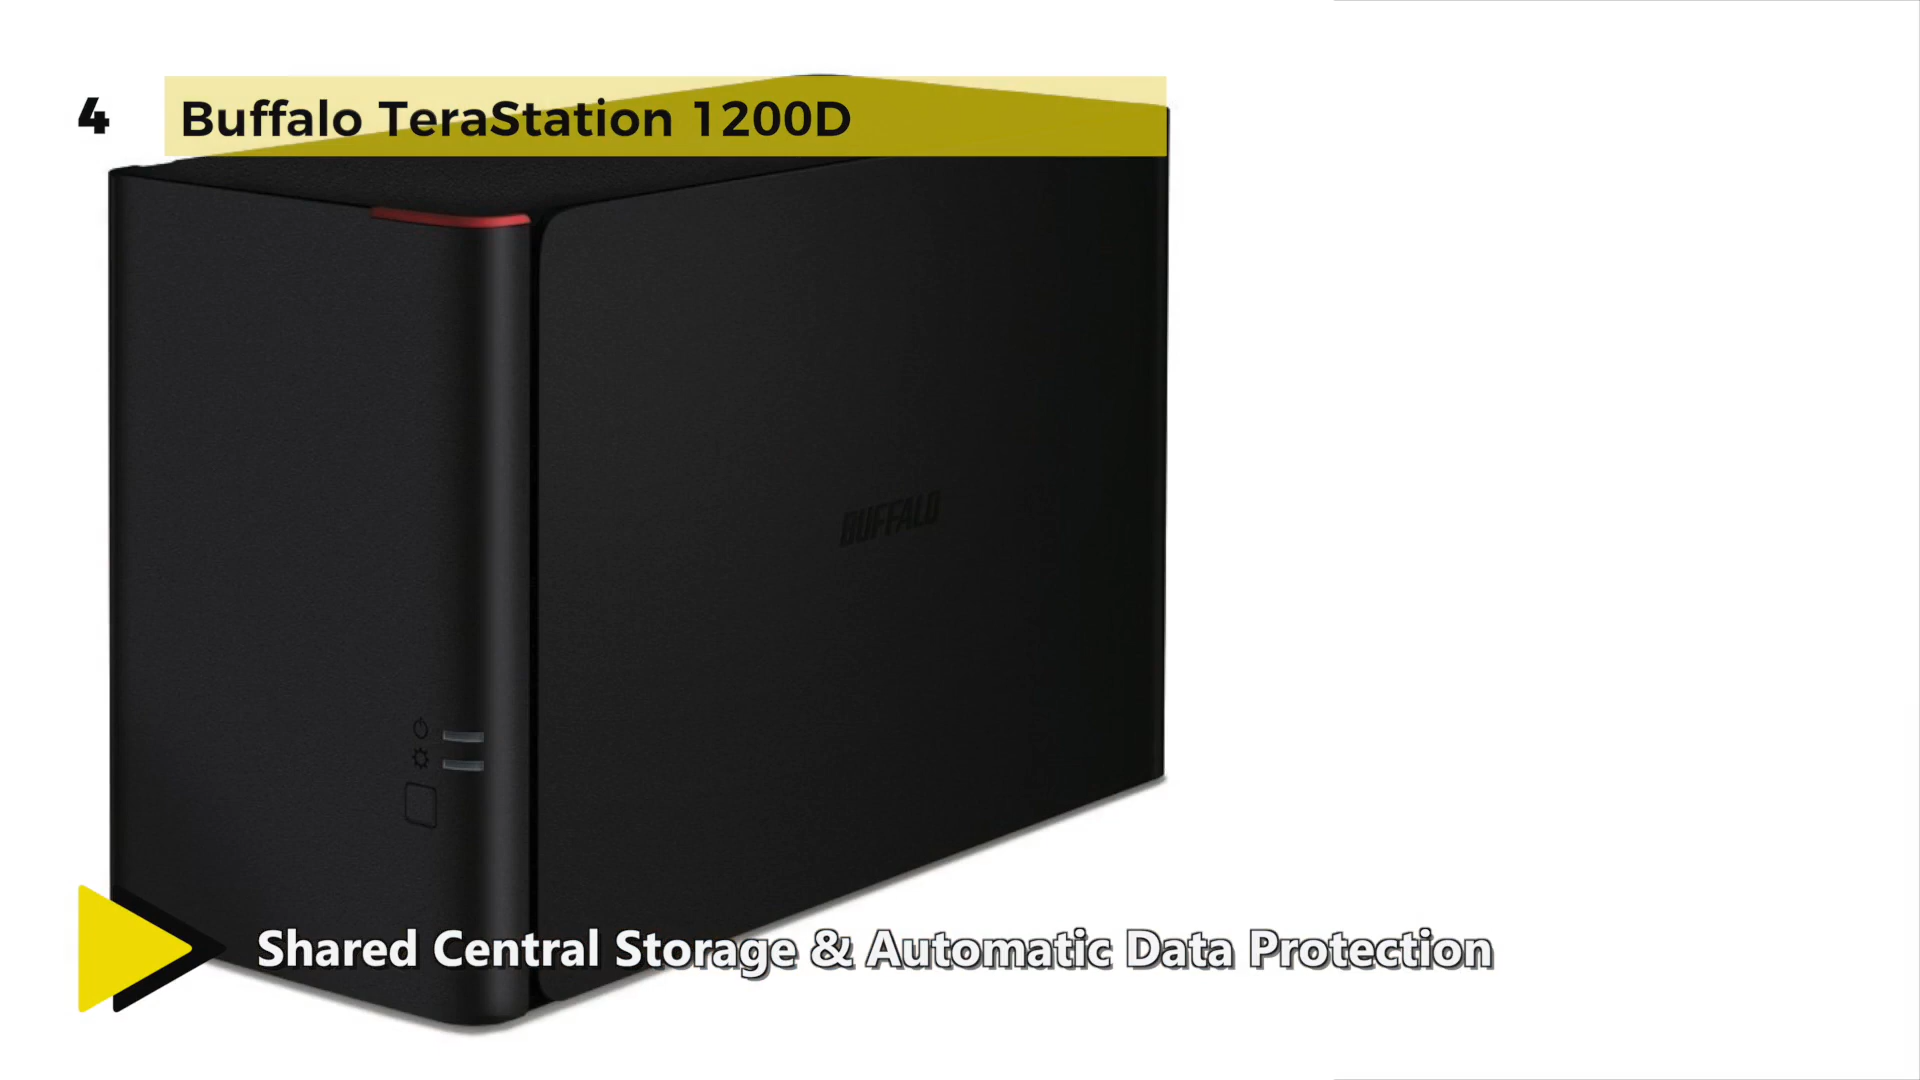 4
Buffalo TeraStation 1200D
BUFFALO
Shared Central Storage & Automatic Data Protection